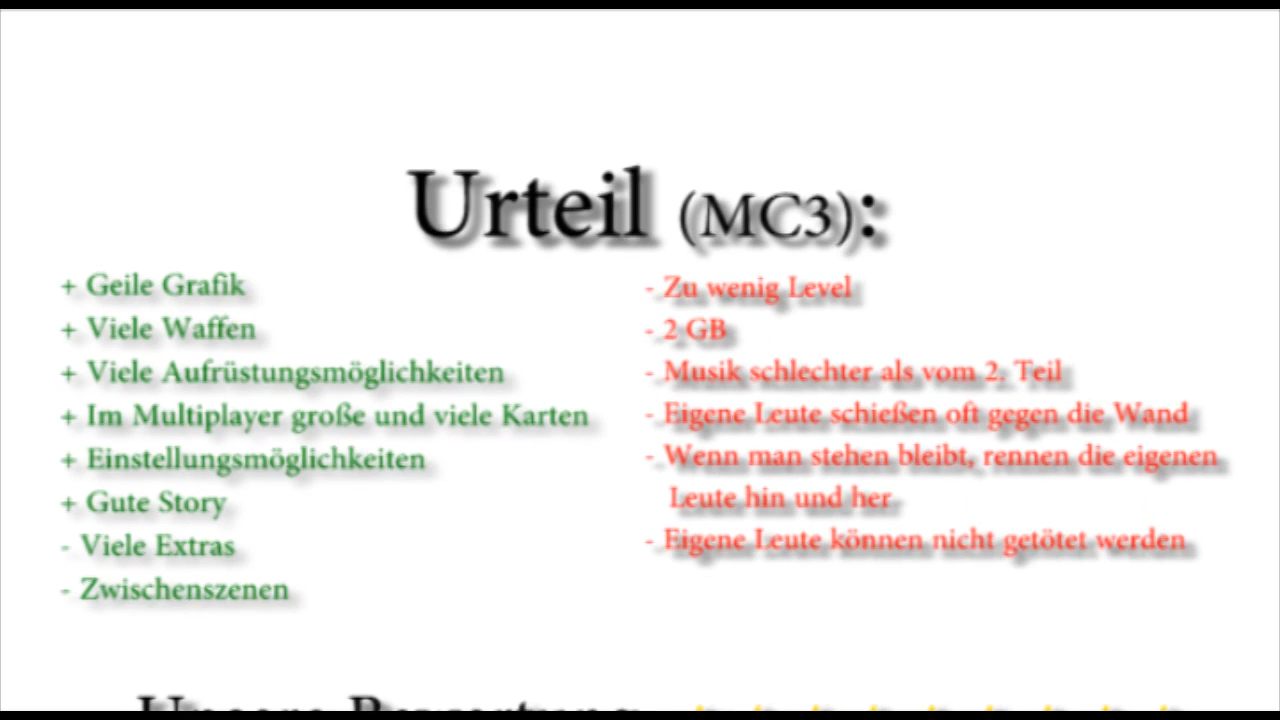 Urteil (MC3):
+ Geile Grafik
+ Viele Waffen
+ Viele Aufrüstungsmöglichkeiten
+ Im Multiplayer große und viele Karten
+ Einstellungsmöglichkeiten
+ Gute Story
- Viele Extras
- Zwischenszenen
- Zu wenig Level
- 2 GB
- Musik schlechter als vom 2. Teil
- Eigene Leute schießen oft gegen die Wand
- Wenn man stehen bleibt, rennen die eigenen
Leute hin und her
- Eigene Leute können nicht getötet werden
Unsere Bewertung